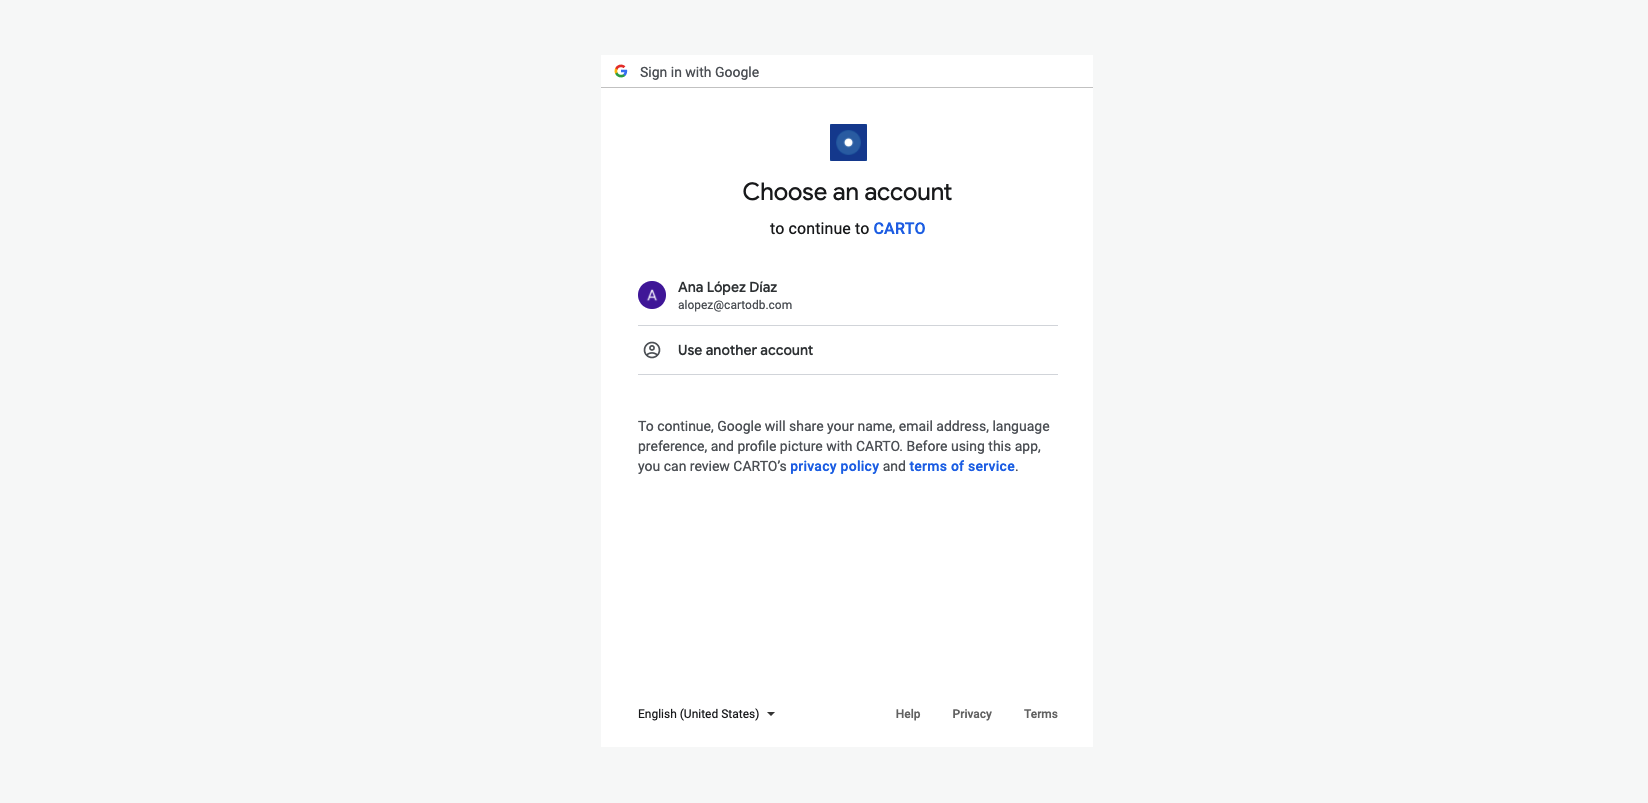 Sign in with Google
Choose an account
to continue to CARTO
A
Ana López Díaz
alopez@cartodb.com
Use another account
To continue, Google will share your name, email address, language
preference, and profile picture with CARTO. Before using this app,
you can review CARTO’s privacy policy and terms of service.
English (United States)
Help
Privacy
Terms